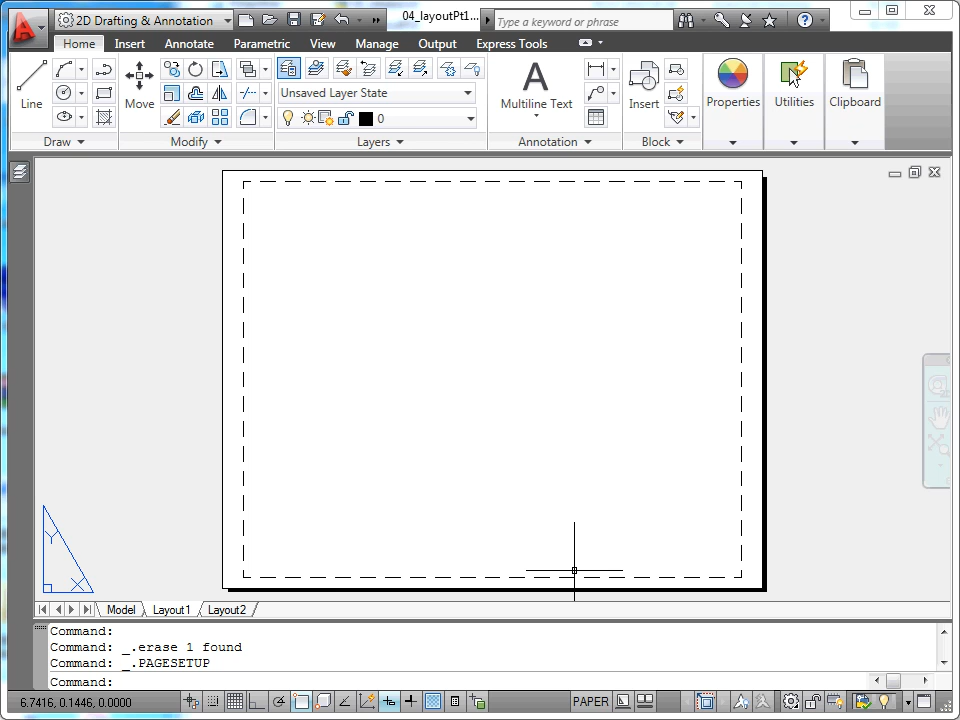 2D Drafting & Annotation
04_layoutPt1...
Type a keyword or phrase
Home Insert Annotate Parametric View Manage Output Express Tools
Line
Move
Unsaved Layer State
0
A
Multiline Text
Insert
Properties
Utilities
Clipboard
Draw
Modify
Layers
Annotation
Block
Y
X
Model Layout1 Layout2
Command:
Command: _.erase 1 found
Command: _.PAGESETUP
Command:
6.7416, 0.1446, 0.0000
PAPER